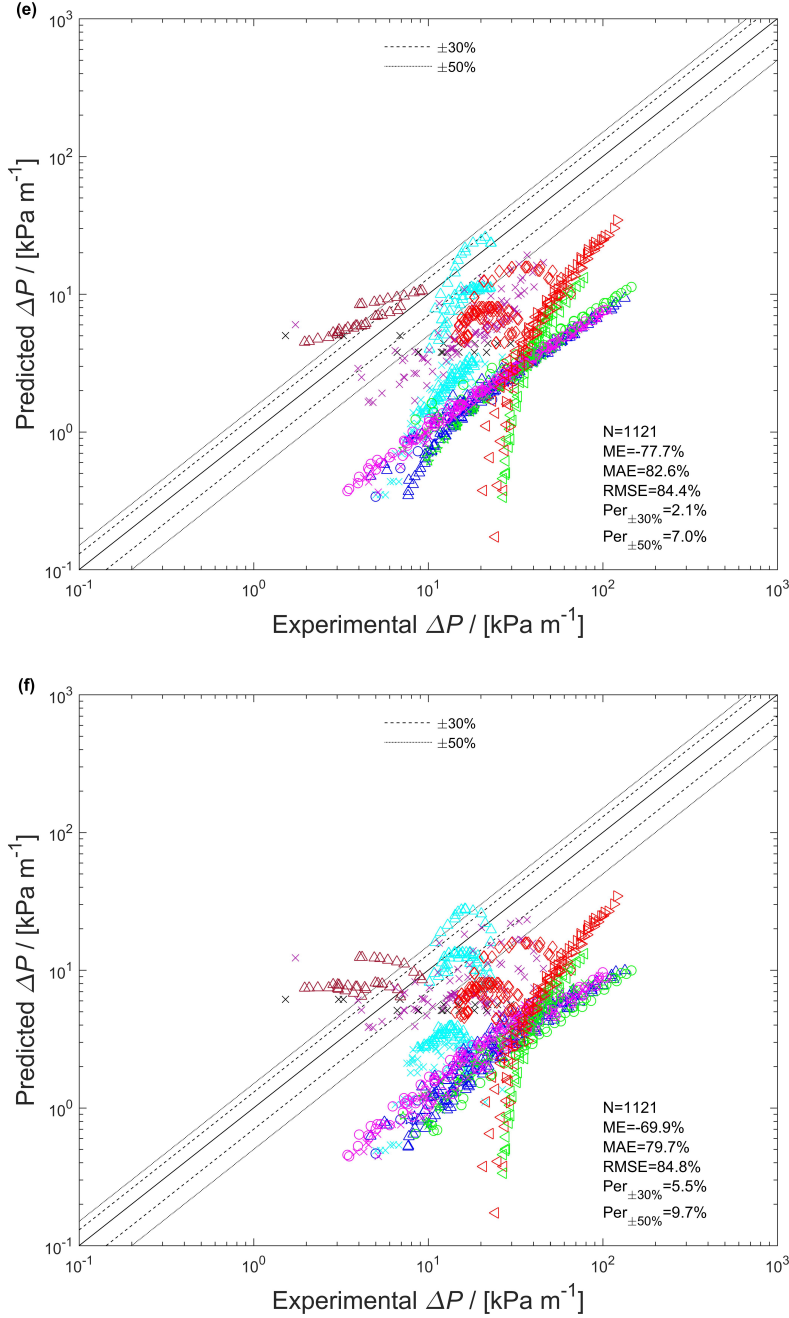 (e)
10³
±30%
±50%
10²
Predicted ΔP / [kPa m⁻¹]
10¹
N=1121
10⁰
ME=-77.7%
MAE=82.6%
RMSE=84.4%
Per±30%=2.1%
Per±50%=7.0%
10⁻¹
10⁻¹ 10⁰ 10¹ 10² 10³
Experimental ΔP / [kPa m⁻¹]
(f)
10³
±30%
±50%
10²
Predicted ΔP / [kPa m⁻¹]
10¹
N=1121
10⁰
ME=-69.9%
MAE=79.7%
RMSE=84.8%
Per±30%=5.5%
Per±50%=9.7%
10⁻¹
10⁻¹ 10⁰ 10¹ 10² 10³
Experimental ΔP / [kPa m⁻¹]